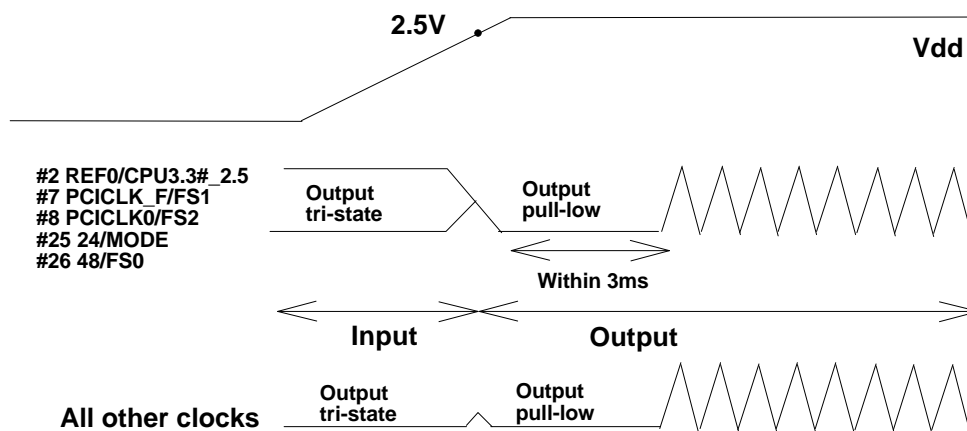 2.5V
Vdd
#2 REF0/CPU3.3#_2.5
#7 PCICLK_F/FS1
#8 PCICLK0/FS2
#25 24/MODE
#26 48/FS0
Output
tri-state
Output
pull-low
Within 3ms
Input
Output
All other clocks
Output
tri-state
Output
pull-low